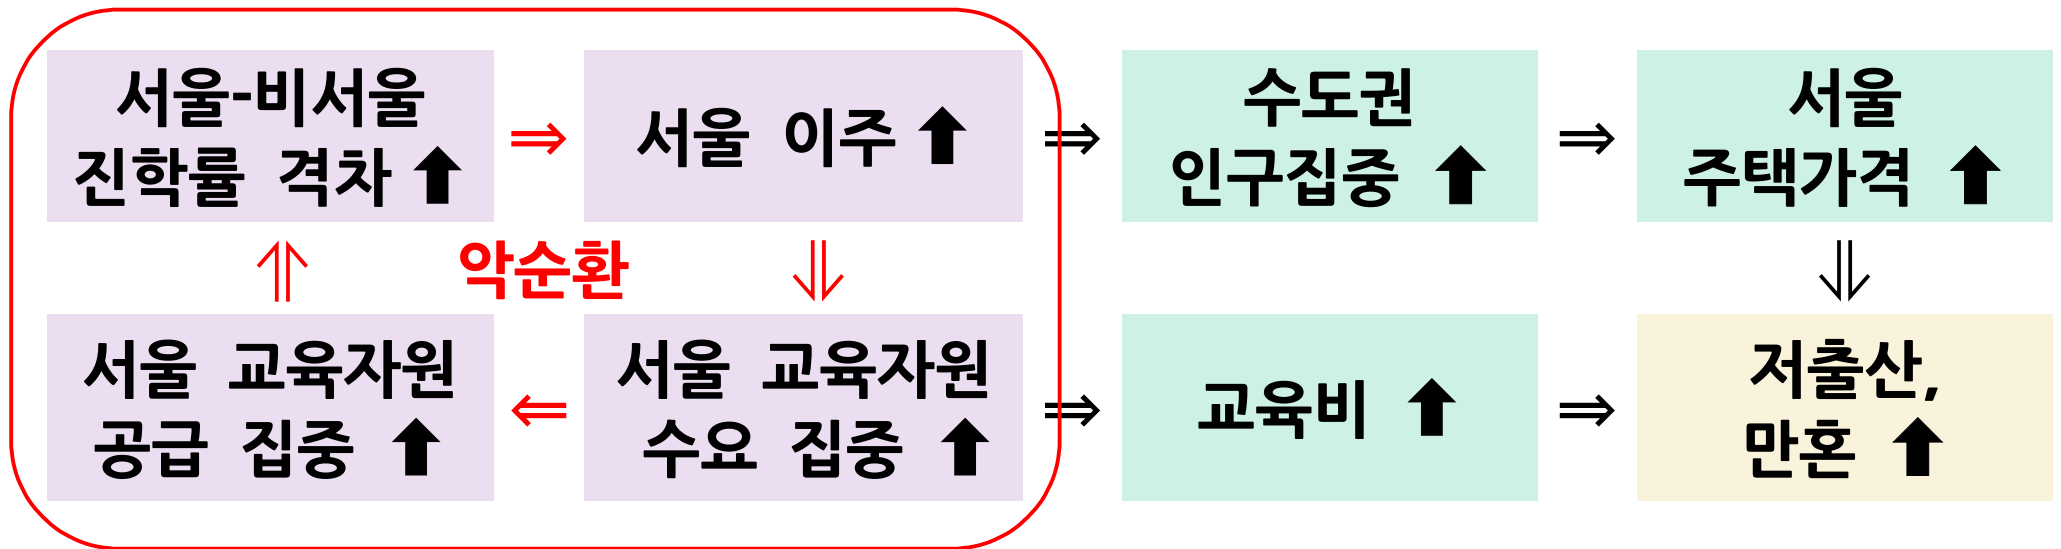 서울-비서울
진학률 격차 ⬆
⇒
서울 이주 ⬆
⇒
수도권
인구집중 ⬆
⇒
서울
주택가격 ⬆
⇑
악순환
⇓
⇓
서울 교육자원
공급 집중 ⬆
⇐
서울 교육자원
수요 집중 ⬆
⇒
교육비 ⬆
⇒
저출산,
만혼 ⬆